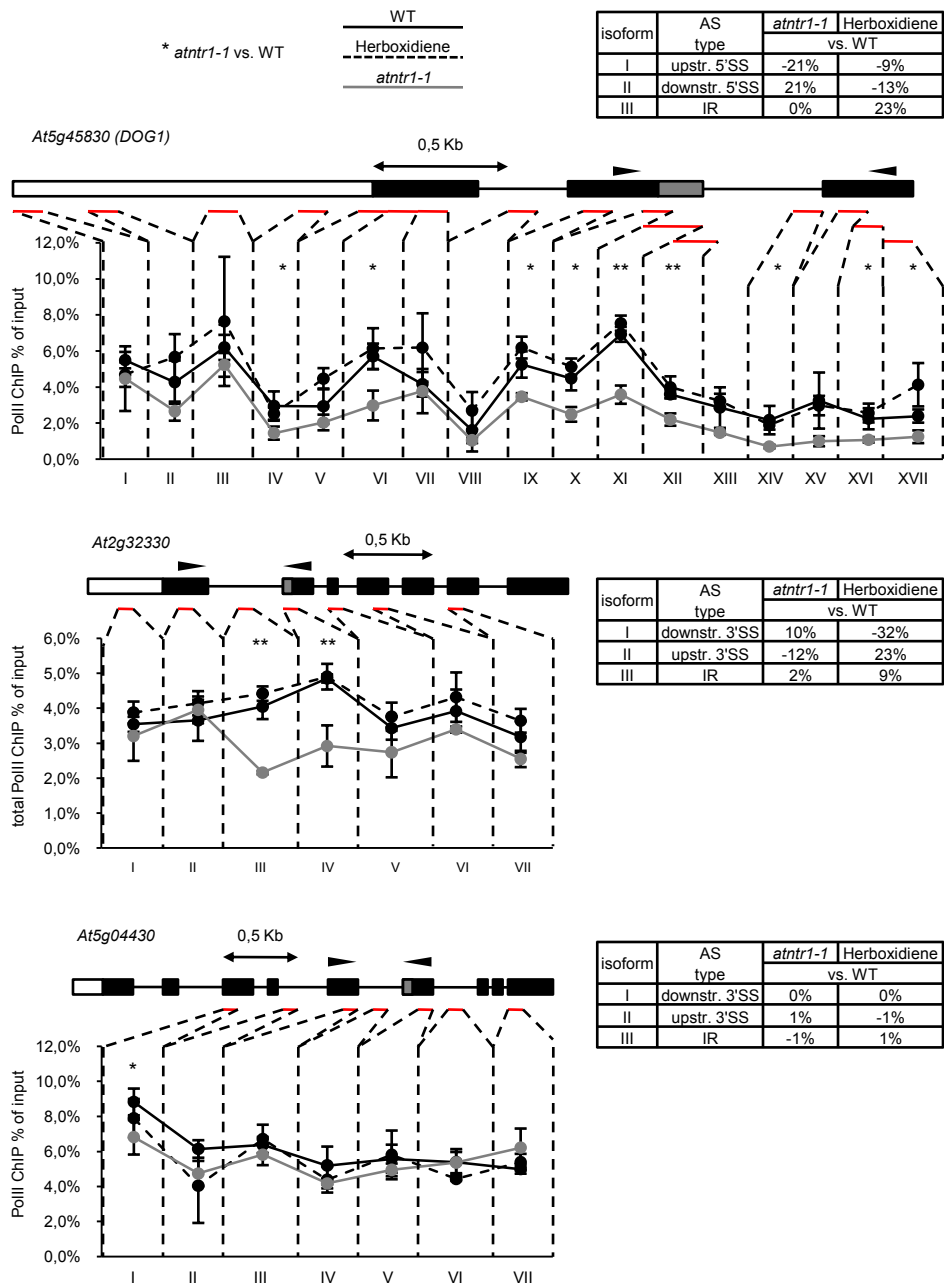 WT
* atntr1-1 vs. WT
Herboxidiene
atntr1-1
isoform AS type atntr1-1 Herboxidiene
vs. WT
I upstr. 5'SS -21% -9%
II downstr. 5'SS 21% -13%
III IR 0% 23%
At5g45830 (DOG1)
0,5 Kb
12,0%
10,0%
8,0%
6,0%
4,0%
2,0%
0,0%
PolII ChIP % of input
* * * * ** ** * * *
I II III IV V VI VII VIII IX X XI XII XIII XIV XV XVI XVII
At2g32330
0,5 Kb
isoform AS type atntr1-1 Herboxidiene
vs. WT
I downstr. 3'SS 10% -32%
II upstr. 3'SS -12% 23%
III IR 2% 9%
6,0%
5,0%
4,0%
3,0%
2,0%
1,0%
0,0%
total PolII ChIP % of input
** **
I II III IV V VI VII
At5g04430
0,5 Kb
isoform AS type atntr1-1 Herboxidiene
vs. WT
I downstr. 3'SS 0% 0%
II upstr. 3'SS 1% -1%
III IR -1% 1%
12,0%
10,0%
8,0%
6,0%
4,0%
2,0%
0,0%
PolII ChIP % of input
*
I II III IV V VI VII